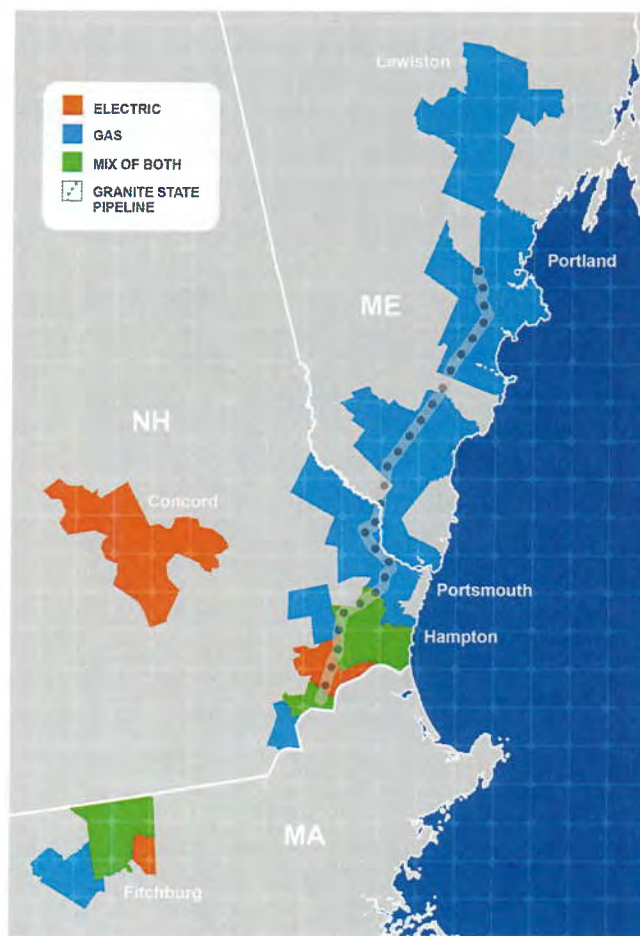 Lewiston
ELECTRIC
GAS
MIX OF BOTH
GRANITE STATE
PIPELINE
Portland
ME
NH
Concord
Portsmouth
Hampton
MA
Fitchburg